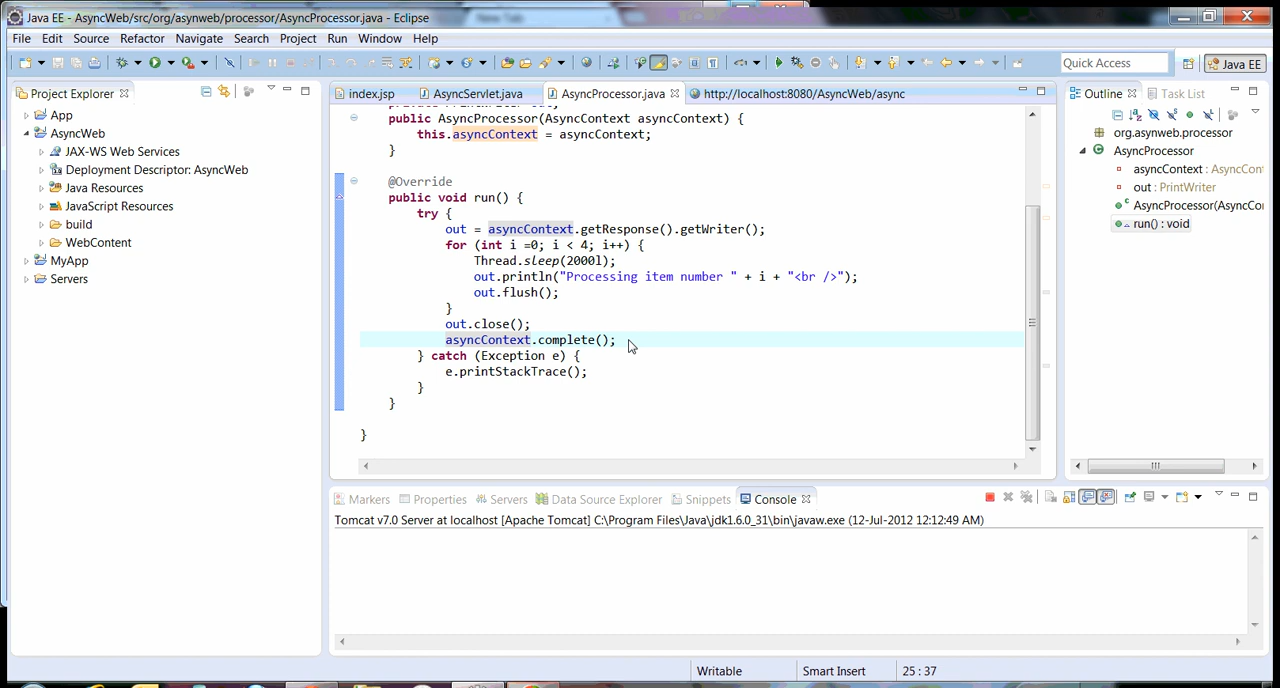 Java EE - AsyncWeb/src/org/asynweb/processor/AsyncProcessor.java - Eclipse
File Edit Source Refactor Navigate Search Project Run Window Help
Quick Access
Java EE
Project Explorer
App
AsyncWeb
JAX-WS Web Services
Deployment Descriptor: AsyncWeb
Java Resources
JavaScript Resources
build
WebContent
MyApp
Servers
index.jsp AsyncServlet.java AsyncProcessor.java http://localhost:8080/AsyncWeb/async
public AsyncProcessor(AsyncContext asyncContext) {
this.asyncContext = asyncContext;
}
@Override
public void run() {
try {
out = asyncContext.getResponse().getWriter();
for (int i =0; i < 4; i++) {
Thread.sleep(2000l);
out.println("Processing item number " + i + "<br />");
out.flush();
}
out.close();
asyncContext.complete();
} catch (Exception e) {
e.printStackTrace();
}
}
}
Outline Task List
org.asynweb.processor
AsyncProcessor
asyncContext : AsyncCon
out : PrintWriter
AsyncProcessor(AsyncCo
run() : void
Markers Properties Servers Data Source Explorer Snippets Console
Tomcat v7.0 Server at localhost [Apache Tomcat] C:\Program Files\Java\jdk1.6.0_31\bin\javaw.exe (12-Jul-2012 12:12:49 AM)
Writable Smart Insert 25 : 37